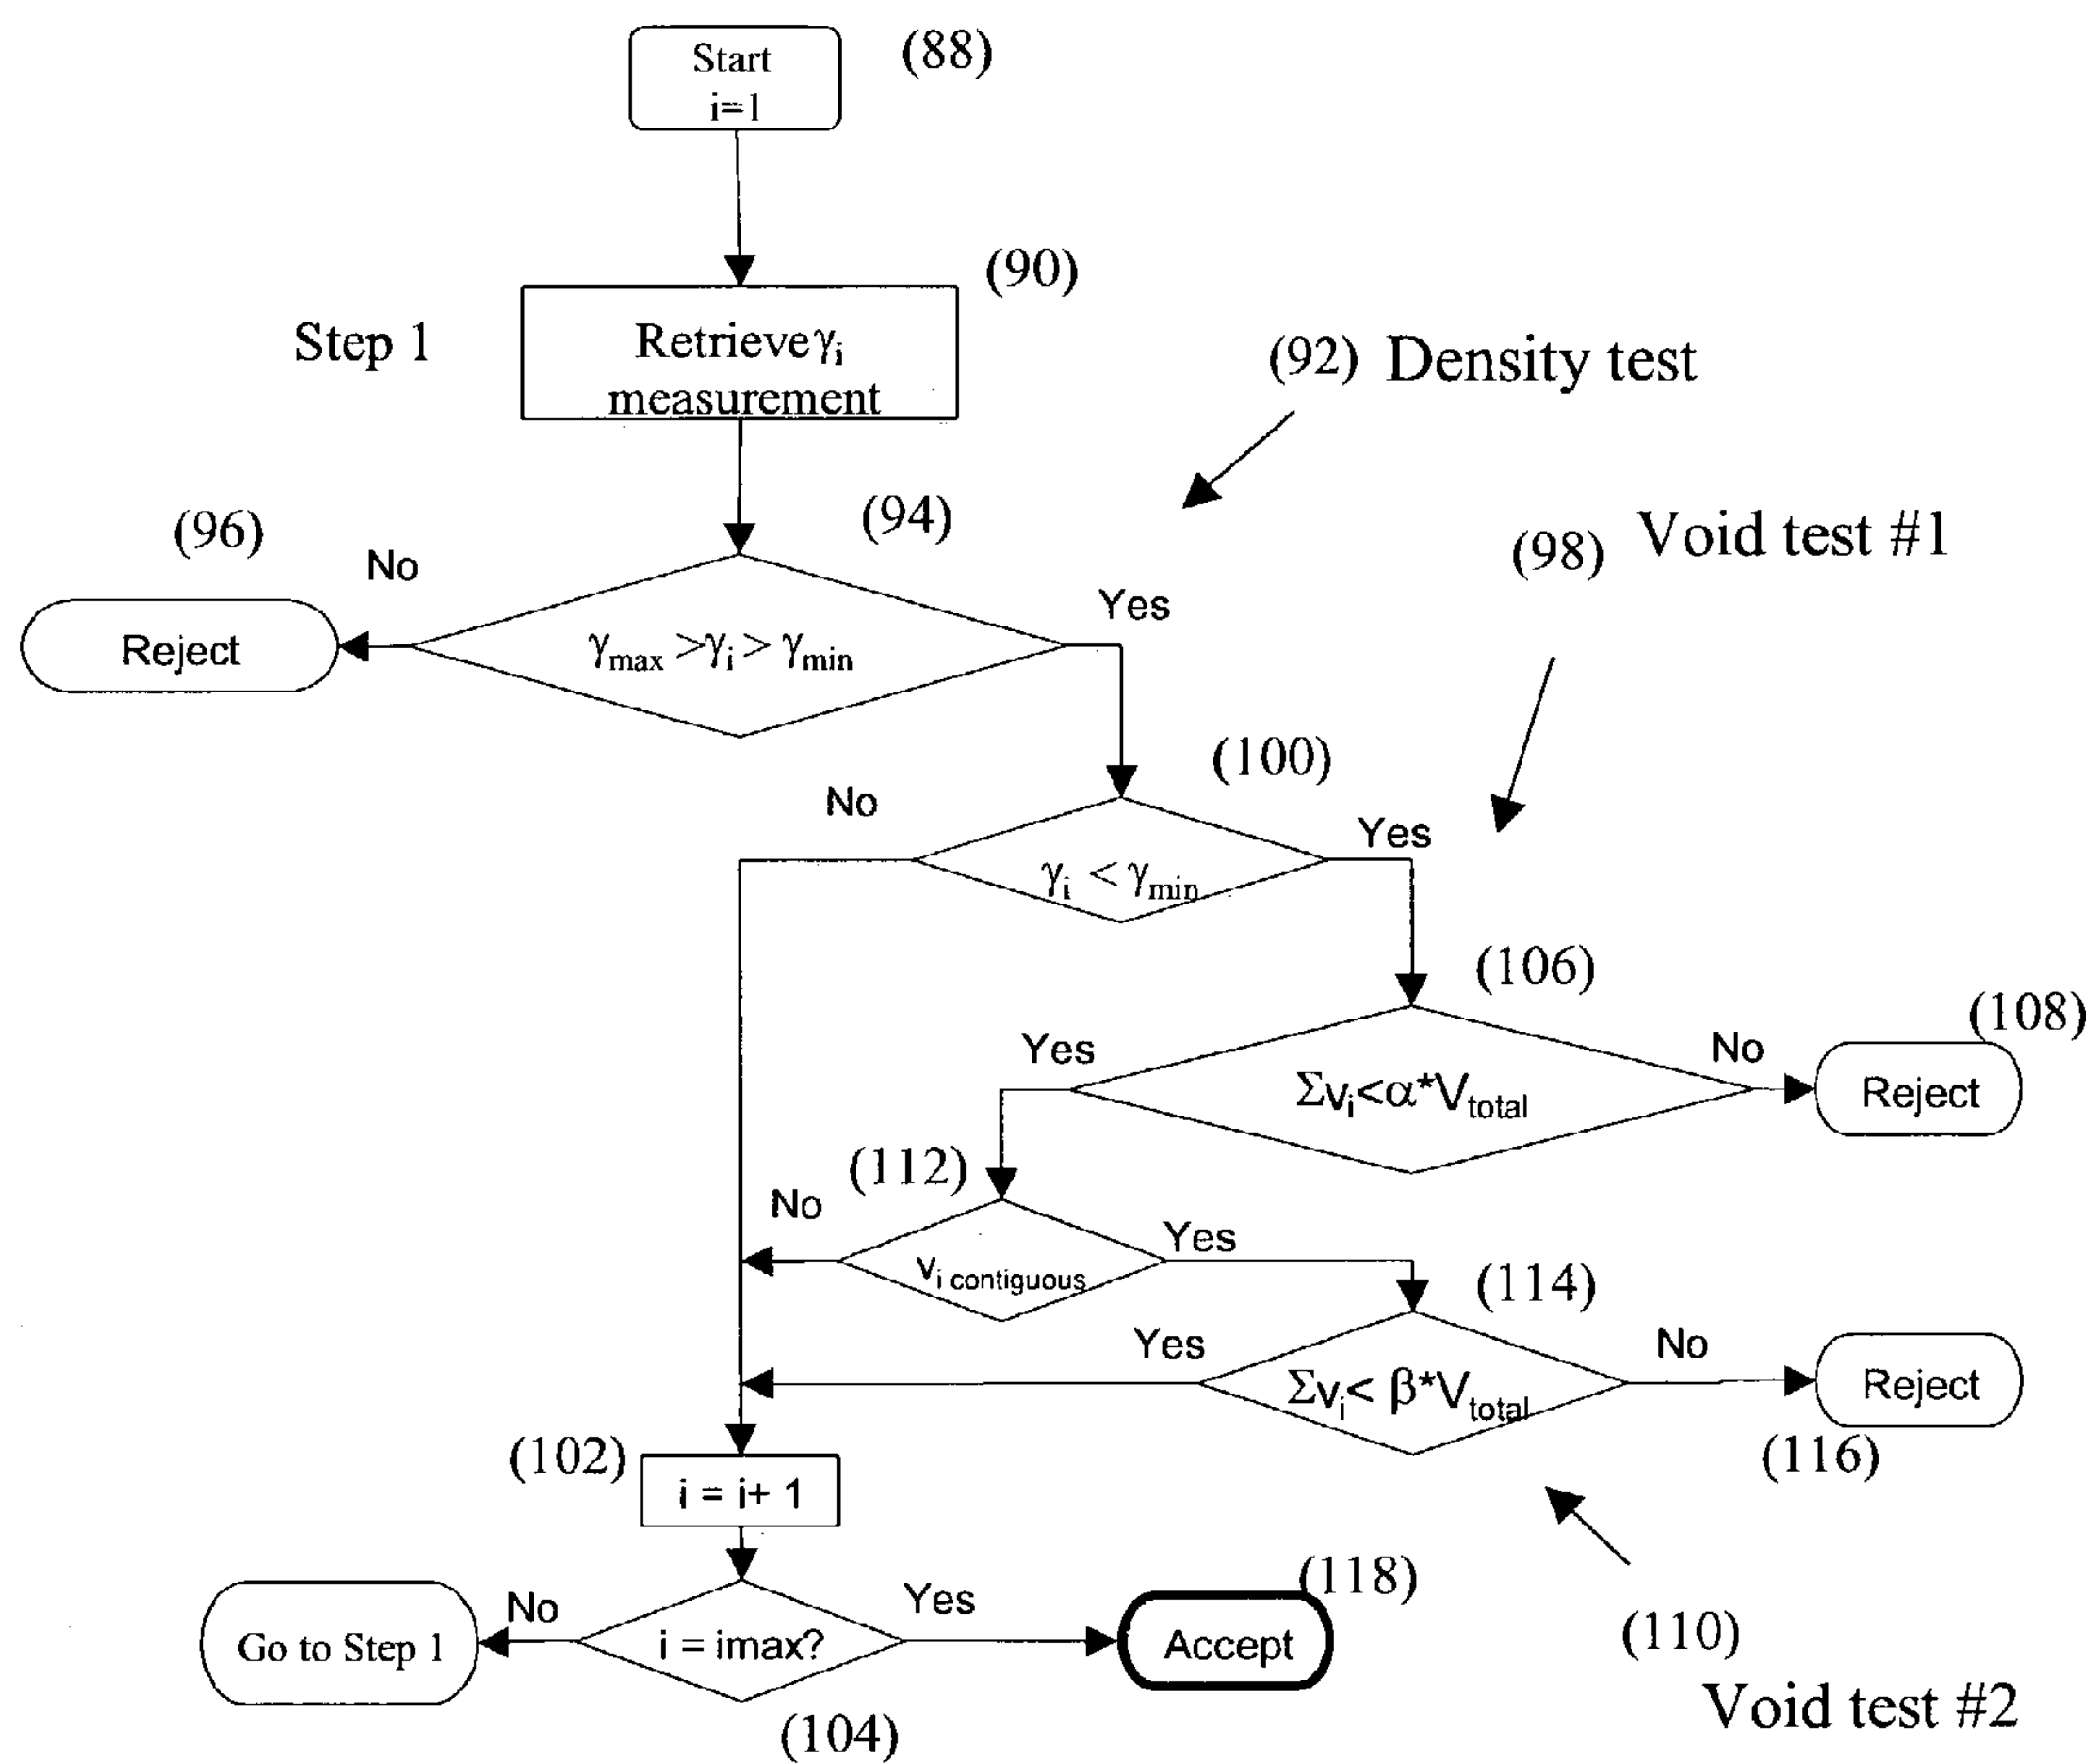 Start
i=1
(88)
(90)
Step 1
Retrieve γi
measurement
(92) Density test
(94)
(96)
No
Yes
Reject
γmax >γi > γmin
(98) Void test #1
(100)
No
Yes
γi < γmin
(106)
(108)
Yes
No
Σvi<α*Vtotal
Reject
(112)
No
Yes
vi contiguous
(114)
Yes
No
Σvi< β*Vtotal
Reject
(116)
(102)
i = i+ 1
(118)
No
Yes
Go to Step 1
i = imax?
Accept
(110)
Void test #2
(104)